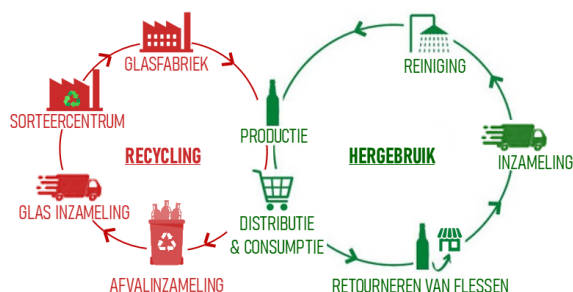 GLASFABRIEK
REINIGING
SORTEERCENTRUM
PRODUCTIE
RECYCLING
HERGEBRUIK
INZAMELING
GLAS INZAMELING
DISTRIBUTIE
& CONSUMPTIE
AFVALINZAMELING
RETOURNEREN VAN FLESSEN